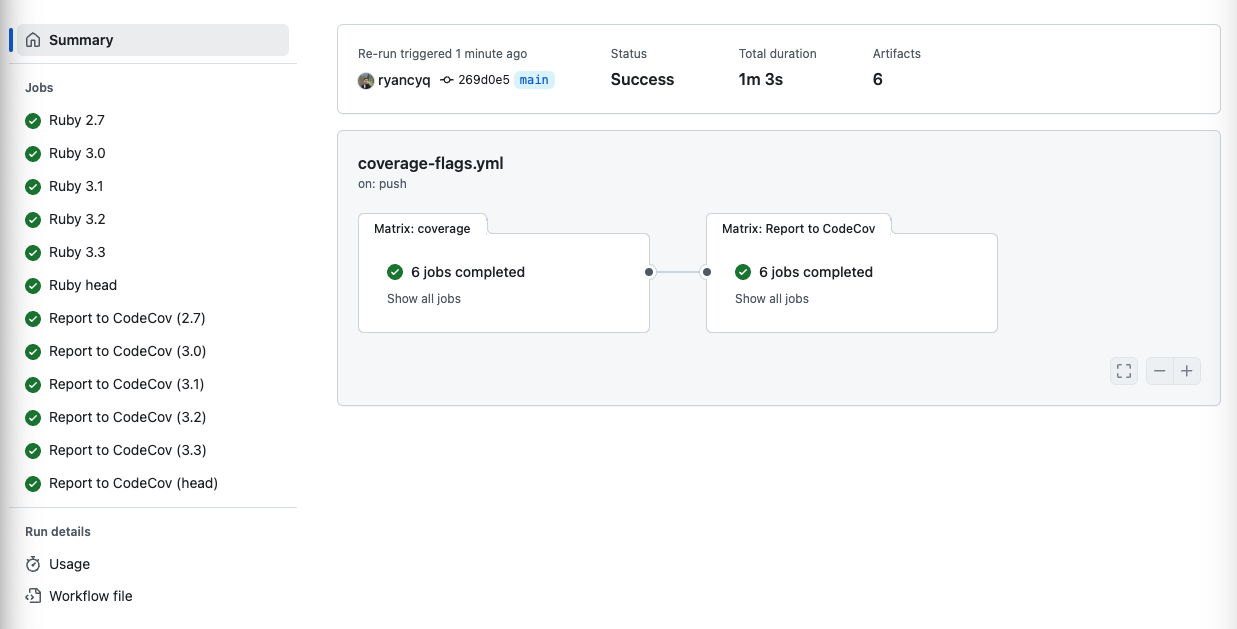 Summary
Jobs
Ruby 2.7
Ruby 3.0
Ruby 3.1
Ruby 3.2
Ruby 3.3
Ruby head
Report to CodeCov (2.7)
Report to CodeCov (3.0)
Report to CodeCov (3.1)
Report to CodeCov (3.2)
Report to CodeCov (3.3)
Report to CodeCov (head)
Run details
Usage
Workflow file
Re-run triggered 1 minute ago
ryancyq 269d0e5 main
Status
Success
Total duration
1m 3s
Artifacts
6
coverage-flags.yml
on: push
Matrix: coverage
6 jobs completed
Show all jobs
Matrix: Report to CodeCov
6 jobs completed
Show all jobs